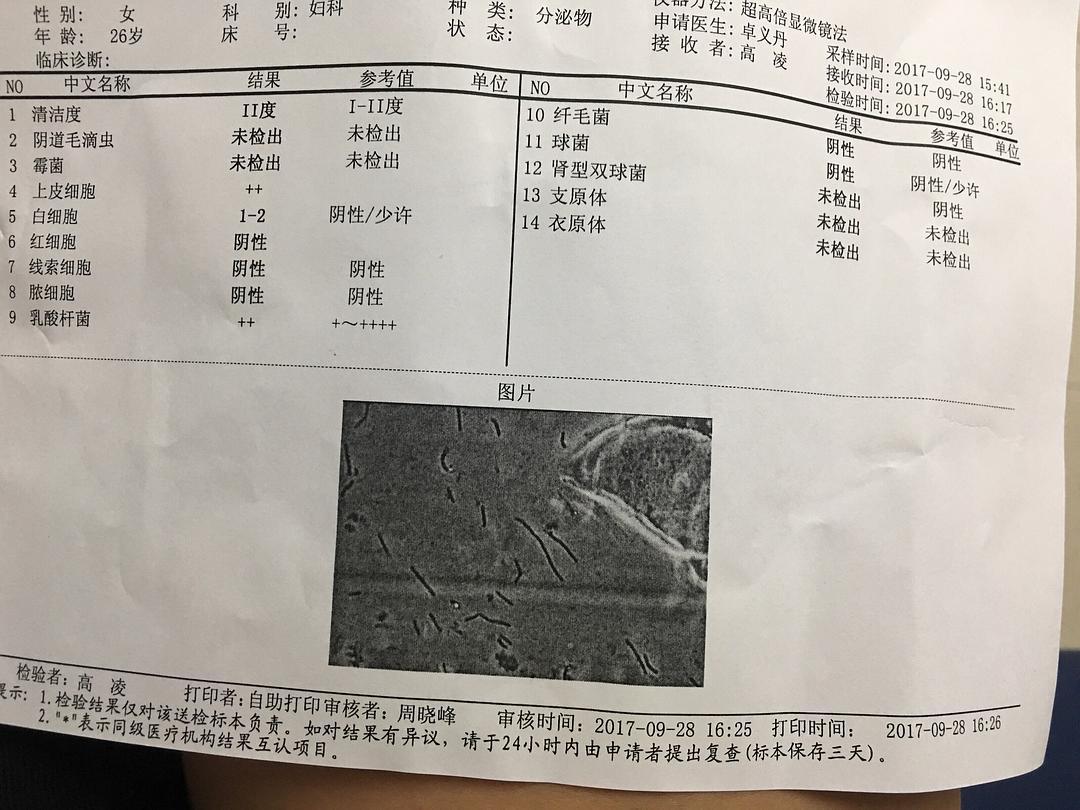 性 别: 女 科 别: 妇科 种 类: 分泌物 仪器方法: 超高倍显微镜法
年 龄: 26岁 床 号: 状 态: 申请医生: 卓义丹 采样时间: 2017-09-28 15:41
临床诊断: 接 收 者: 高 凌 接收时间: 2017-09-28 16:17
检验时间: 2017-09-28 16:25
NO 中文名称 结果 参考值 单位 NO 中文名称 结果 参考值 单位
1 清洁度 II度 I-II度 10 纤毛菌 阴性 阴性
2 阴道毛滴虫 未检出 未检出 11 球菌 阴性 阴性/少许
3 霉菌 未检出 未检出 12 肾型双球菌 未检出 阴性
4 上皮细胞 ++ 13 支原体 未检出 未检出
5 白细胞 1-2 阴性/少许 14 衣原体 未检出 未检出
6 红细胞 阴性
7 线索细胞 阴性 阴性
8 脓细胞 阴性 阴性
9 乳酸杆菌 ++ +~++++
图片
检验者: 高 凌 打印者: 自助打印审核者: 周晓峰 审核时间: 2017-09-28 16:25 打印时间: 2017-09-28 16:26
示: 1.检验结果仅对该送检标本负责。如对结果有异议, 请于24小时内由申请者提出复查(标本保存三天)。
2."*"表示同级医疗机构结果互认项目。